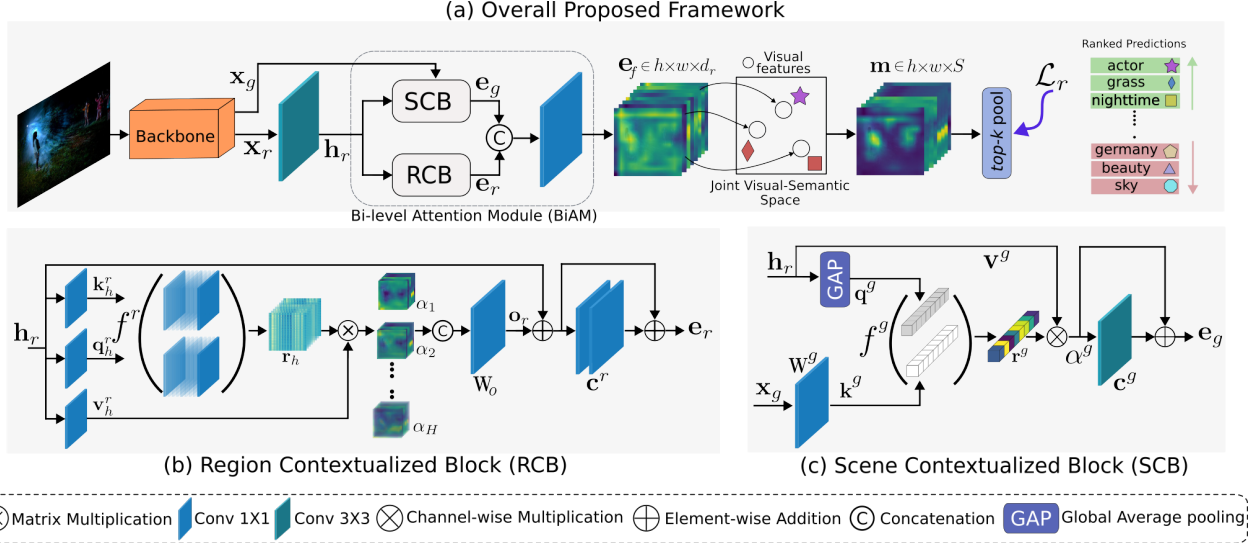 (a) Overall Proposed Framework
Backbone
x_g
x_r
h_r
SCB
RCB
e_g
e_r
C
Bi-level Attention Module (BiAM)
e_f ∈ h×w×d_r
Visual
features
Joint Visual-Semantic
Space
m ∈ h×w×S
top-k pool
L_r
Ranked Predictions
actor
grass
nighttime
germany
beauty
sky
h_r
k_h^r
q_h^r
v_h^r
f^r
r_h
α_1
α_2
α_H
C
W_o
o_r
c^r
e_r
(b) Region Contextualized Block (RCB)
h_r
GAP
q^g
v^g
f^g
x_g
W^g
k^g
r^g
α^g
c^g
e_g
(c) Scene Contextualized Block (SCB)
Matrix Multiplication
Conv 1X1
Conv 3X3
Channel-wise Multiplication
Element-wise Addition
C Concatenation
GAP Global Average pooling